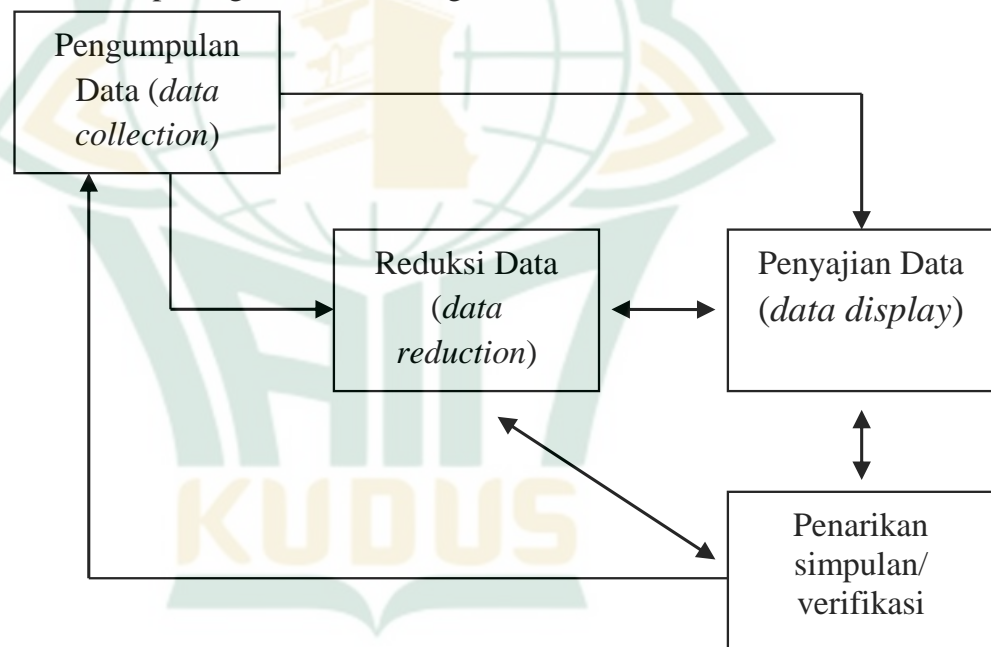 Pengumpulan
Data (data
collection)
Reduksi Data
(data
reduction)
Penyajian Data
(data display)
Penarikan
simpulan/
verifikasi
KUDUS